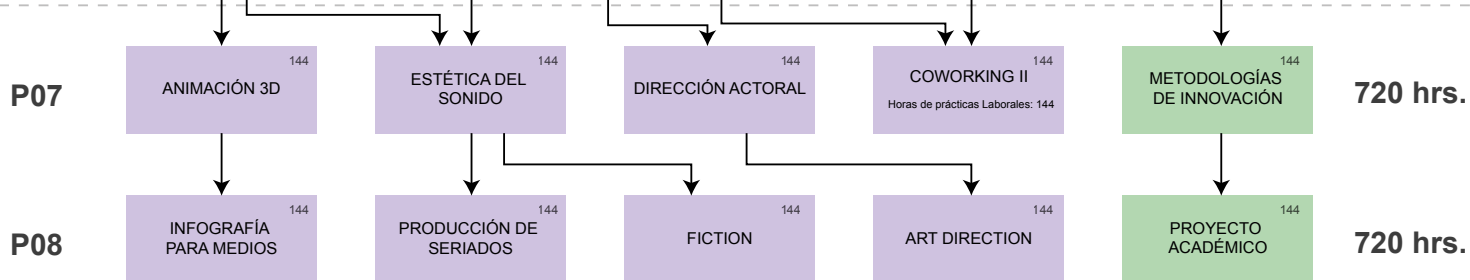 P07
144
ANIMACIÓN 3D
144
ESTÉTICA DEL
SONIDO
144
DIRECCIÓN ACTORAL
144
COWORKING II
Horas de prácticas Laborales: 144
144
METODOLOGÍAS
DE INNOVACIÓN
720 hrs.
P08
144
INFOGRAFÍA
PARA MEDIOS
144
PRODUCCIÓN DE
SERIADOS
144
FICTION
144
ART DIRECTION
144
PROYECTO
ACADÉMICO
720 hrs.